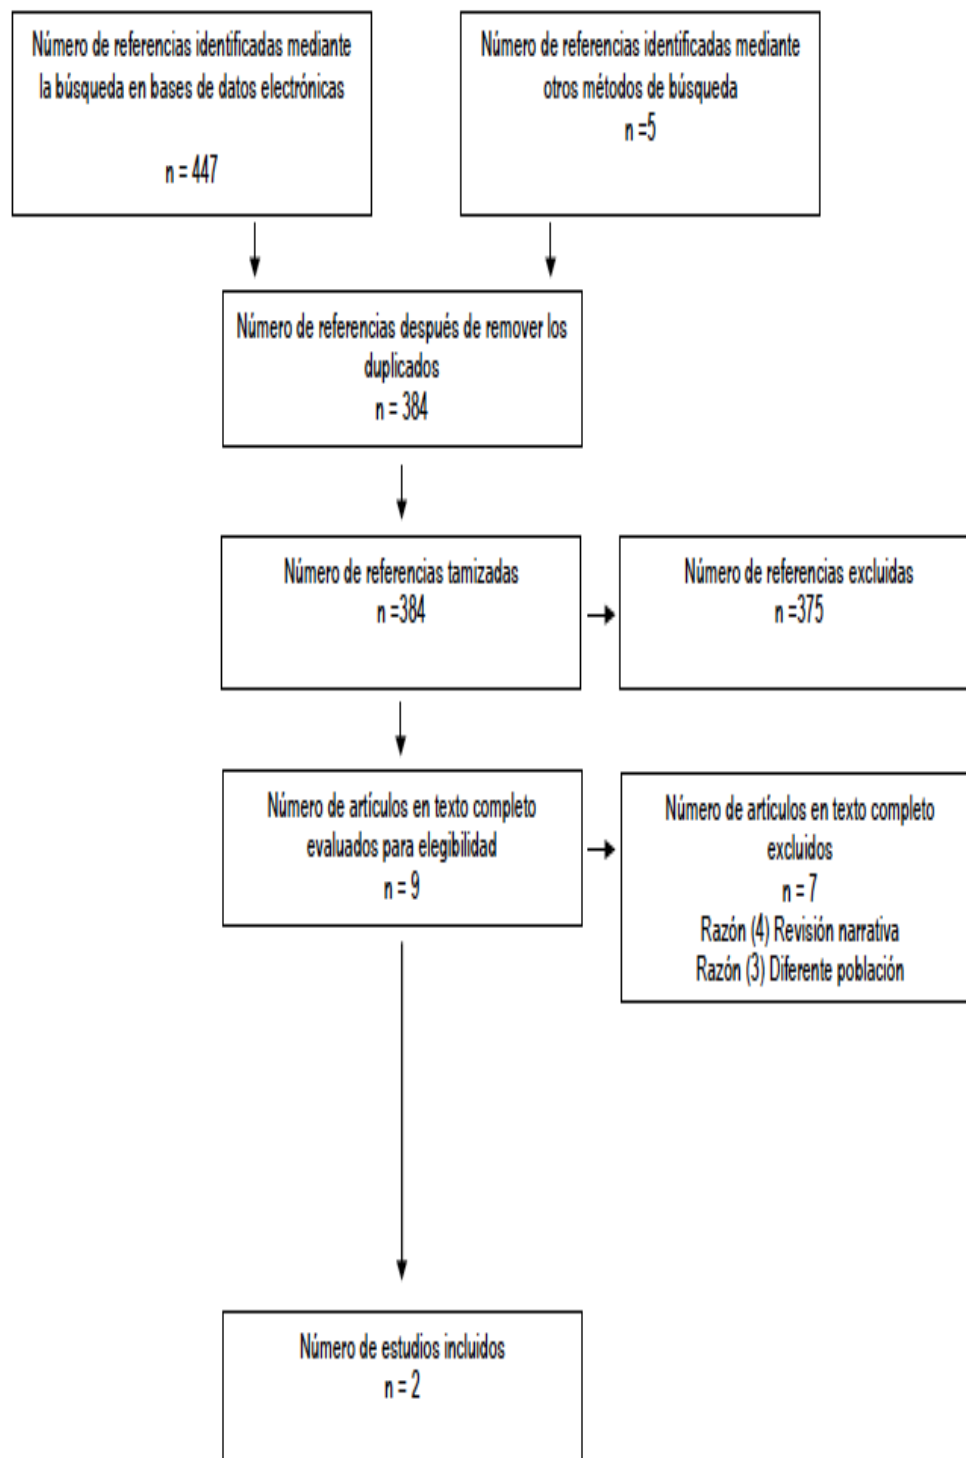 Número de referencias identificadas mediante
la búsqueda en bases de datos electrónicas
n = 447
Número de referencias identificadas mediante
otros métodos de búsqueda
n =5
Número de referencias después de remover los
duplicados
n = 384
Número de referencias tamizadas
n =384
Número de referencias excluidas
n =375
Número de artículos en texto completo
evaluados para elegibilidad
n = 9
Número de artículos en texto completo
excluidos
n = 7
Razón (4) Revisión narrativa
Razón (3) Diferente población
Número de estudios incluidos
n = 2